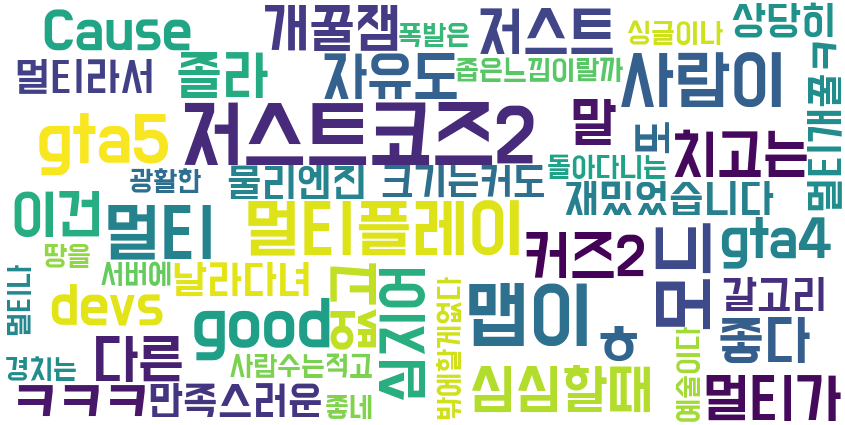 Cause
개꿀잼
폭발은
저스트
싱글이나
상당히
멀티라서
졸라
자유도
좁은느낌이랄까
사람이
멀티개꿀ㅋ
gta5
저스트코즈2
말
버
치고는
돌아다니는
광활한
물리엔진
크기는커도
재밌었습니다
이건
멀티
멀티플레이
커즈2
머니
gta4
땅을
서버에
날라다녀
없고
심지어
맵이
갈고리
멀티나
devs
good
밖에할게없다
ㅎ
좋다
경치는
다른
사람수는적고
예술이다
ㅋㅋㅋ
만족스러운
좋네
심심할때
멀티가